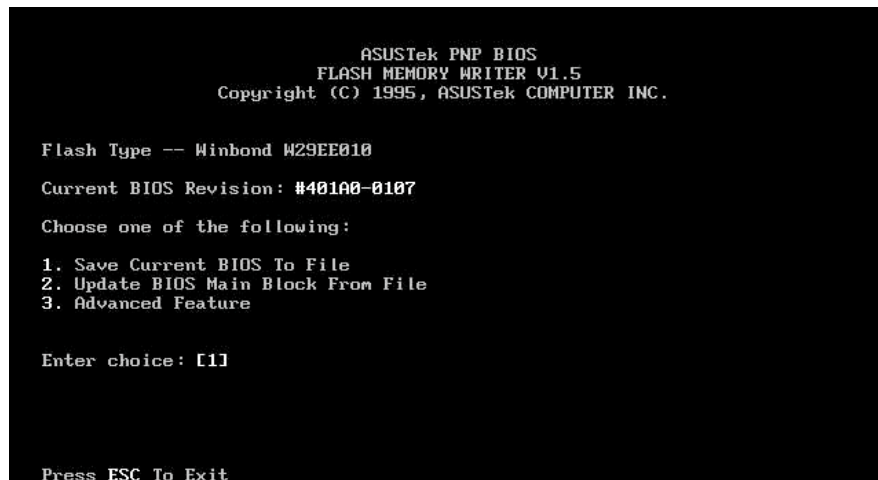 ASUSTek PNP BIOS
FLASH MEMORY WRITER V1.5
Copyright (C) 1995, ASUSTek COMPUTER INC.
Flash Type -- Winbond W29EE010
Current BIOS Revision: #401A0-0107
Choose one of the following:
1. Save Current BIOS To File
2. Update BIOS Main Block From File
3. Advanced Feature
Enter choice: [1]
Press ESC To Exit